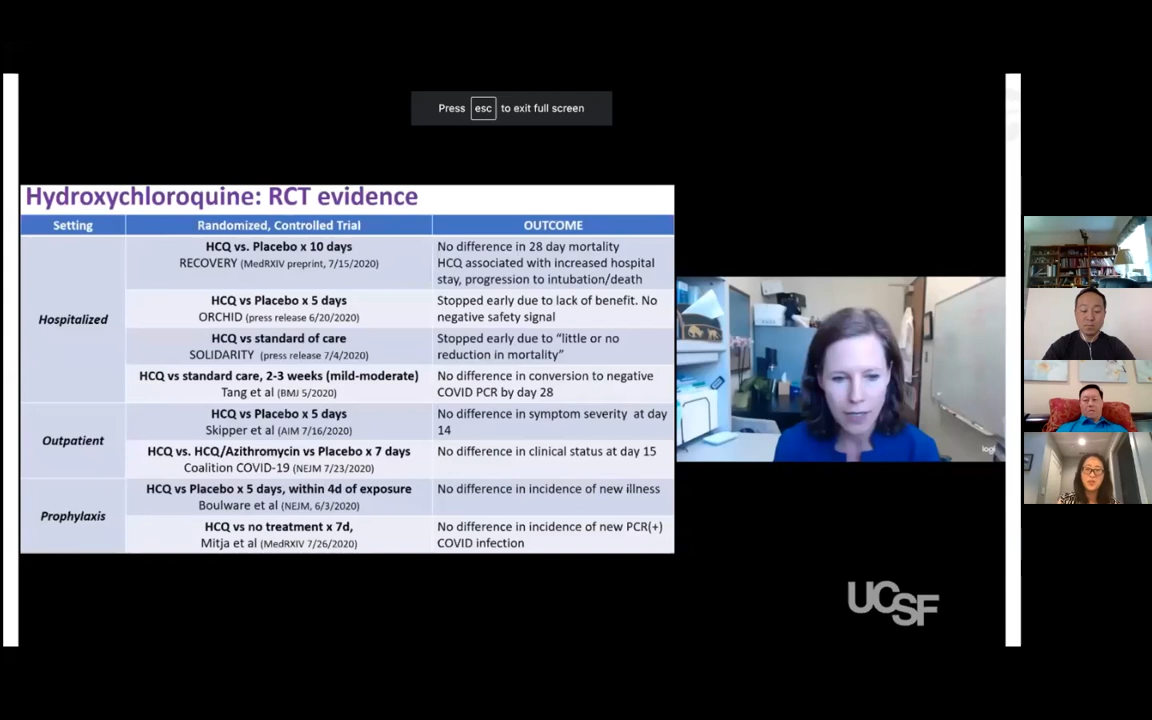 Press esc to exit full screen
Hydroxychloroquine: RCT evidence
Setting
Randomized, Controlled Trial
OUTCOME
Hospitalized
HCQ vs. Placebo x 10 days
RECOVERY (MedRXIV preprint, 7/15/2020)
No difference in 28 day mortality
HCQ associated with increased hospital
stay, progression to intubation/death
HCQ vs Placebo x 5 days
ORCHID (press release 6/20/2020)
Stopped early due to lack of benefit. No
negative safety signal
HCQ vs standard of care
SOLIDARITY (press release 7/4/2020)
Stopped early due to “little or no
reduction in mortality”
HCQ vs standard care, 2-3 weeks (mild-moderate)
Tang et al (BMJ 5/2020)
No difference in conversion to negative
COVID PCR by day 28
Outpatient
HCQ vs Placebo x 5 days
Skipper et al (AIM 7/16/2020)
No difference in symptom severity at day
14
HCQ vs. HCQ/Azithromycin vs Placebo x 7 days
Coalition COVID-19 (NEJM 7/23/2020)
No difference in clinical status at day 15
Prophylaxis
HCQ vs Placebo x 5 days, within 4d of exposure
Boulware et al (NEJM, 6/3/2020)
No difference in incidence of new illness
HCQ vs no treatment x 7d,
Mitja et al (MedRXIV 7/26/2020)
No difference in incidence of new PCR(+)
COVID infection
logi
UCSF